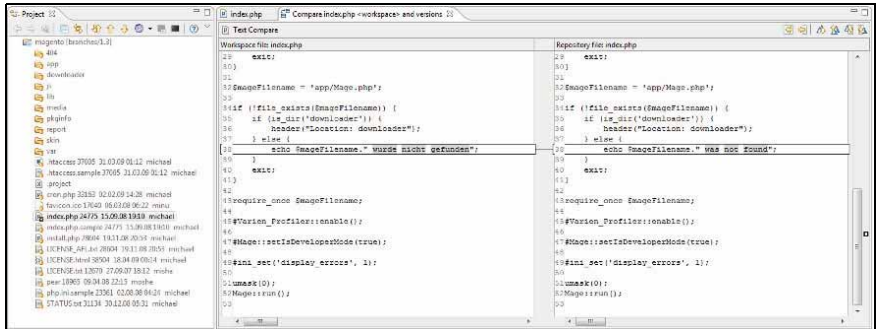 Project
index.php
Compare index.php <workspace> and versions
magento [branches/1.3]
404
app
downloader
js
lib
media
pkginfo
report
skin
var
.htaccess 37005 31.03.09 01:12 michael
.htaccess.sample 37005 31.03.09 01:12 michael
.project
cron.php 33153 02.02.09 14:28 michael
favicon.ico 17040 06.03.08 06:22 minu
index.php 24775 15.09.08 19:10 michael
index.php.sample 24775 15.09.08 19:10 michael
install.php 28604 19.11.08 20:53 michael
LICENSE_AFL.txt 28604 19.11.08 20:53 michael
LICENSE.html 38504 18.04.09 00:14 michael
LICENSE.txt 12679 27.09.07 18:12 moshe
pear 18965 09.04.08 22:15 moshe
php.ini.sample 23361 02.08.08 04:24 michael
STATUS.txt 31134 30.12.08 05:31 michael
Text Compare
Workspace file: index.php
29 exit;
30 }
31
32 $mageFilename = 'app/Mage.php';
33
34 if (!file_exists($mageFilename)) {
35 if (is_dir('downloader')) {
36 header("Location: downloader");
37 } else {
38 echo $mageFilename." wurde nicht gefunden";
39 }
40 exit;
41 }
42
43 require_once $mageFilename;
44
45 #Varien_Profiler::enable();
46
47 #Mage::setIsDeveloperMode(true);
48
49 #ini_set('display_errors', 1);
50
51 umask(0);
52 Mage::run();
53
Repository file: index.php
29 exit;
30 }
31
32 $mageFilename = 'app/Mage.php';
33
34 if (!file_exists($mageFilename)) {
35 if (is_dir('downloader')) {
36 header("Location: downloader");
37 } else {
38 echo $mageFilename." was not found";
39 }
40 exit;
41 }
42
43 require_once $mageFilename;
44
45 #Varien_Profiler::enable();
46
47 #Mage::setIsDeveloperMode(true);
48
49 #ini_set('display_errors', 1);
50
51 umask(0);
52 Mage::run();
53